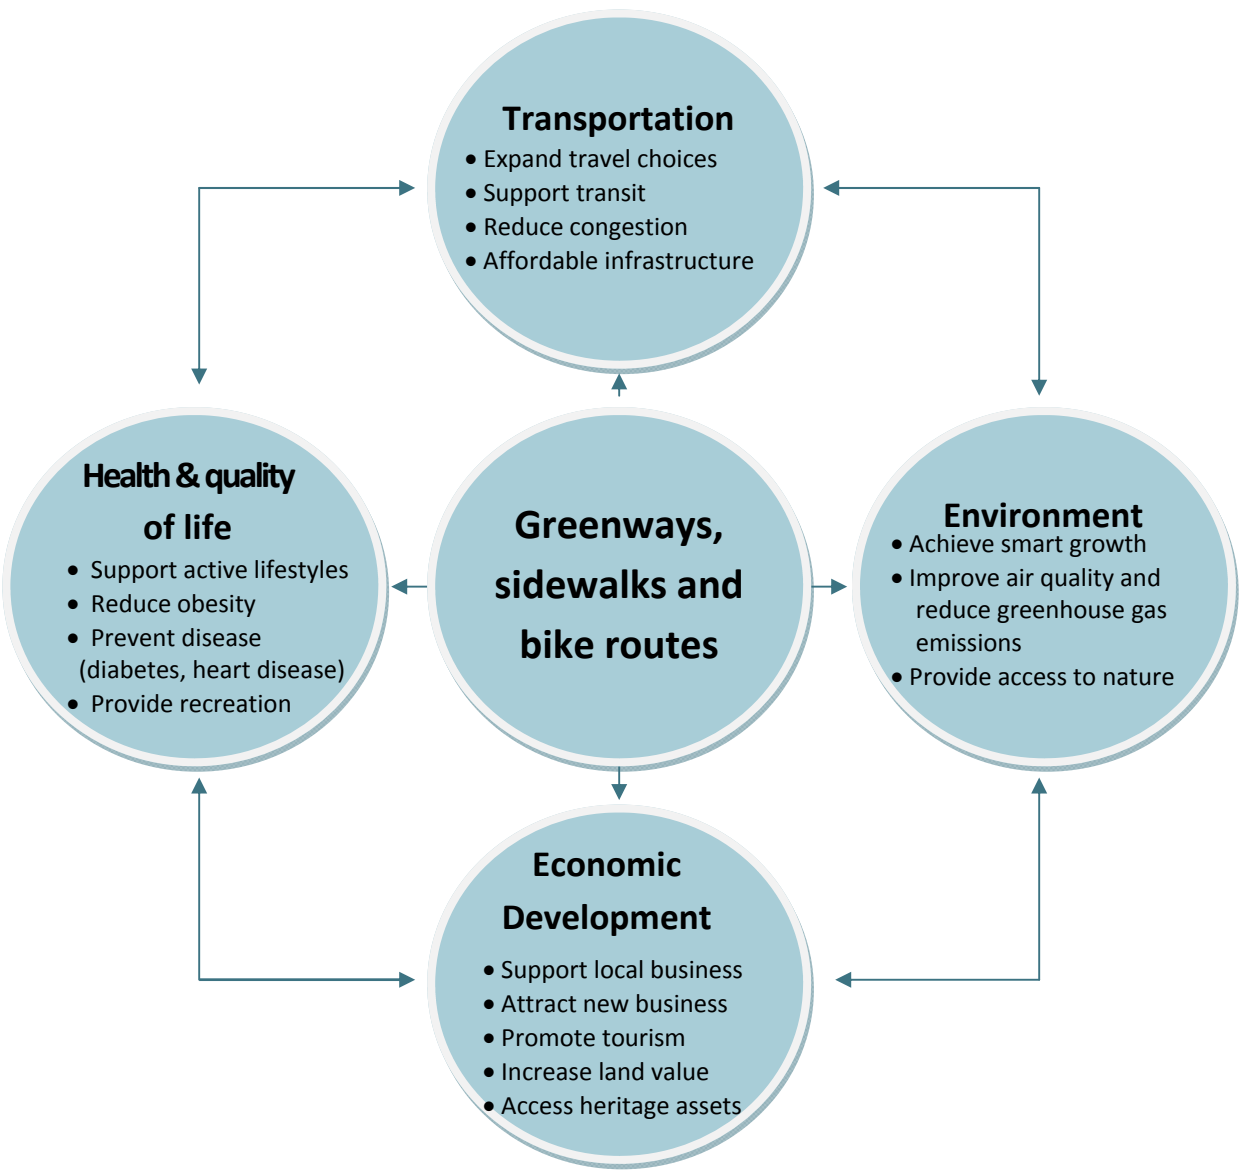 Transportation
• Expand travel choices
• Support transit
• Reduce congestion
• Affordable infrastructure
Health & quality
of life
• Support active lifestyles
• Reduce obesity
• Prevent disease
(diabetes, heart disease)
• Provide recreation
Greenways,
sidewalks and
bike routes
Environment
• Achieve smart growth
• Improve air quality and
reduce greenhouse gas
emissions
• Provide access to nature
Economic
Development
• Support local business
• Attract new business
• Promote tourism
• Increase land value
• Access heritage assets